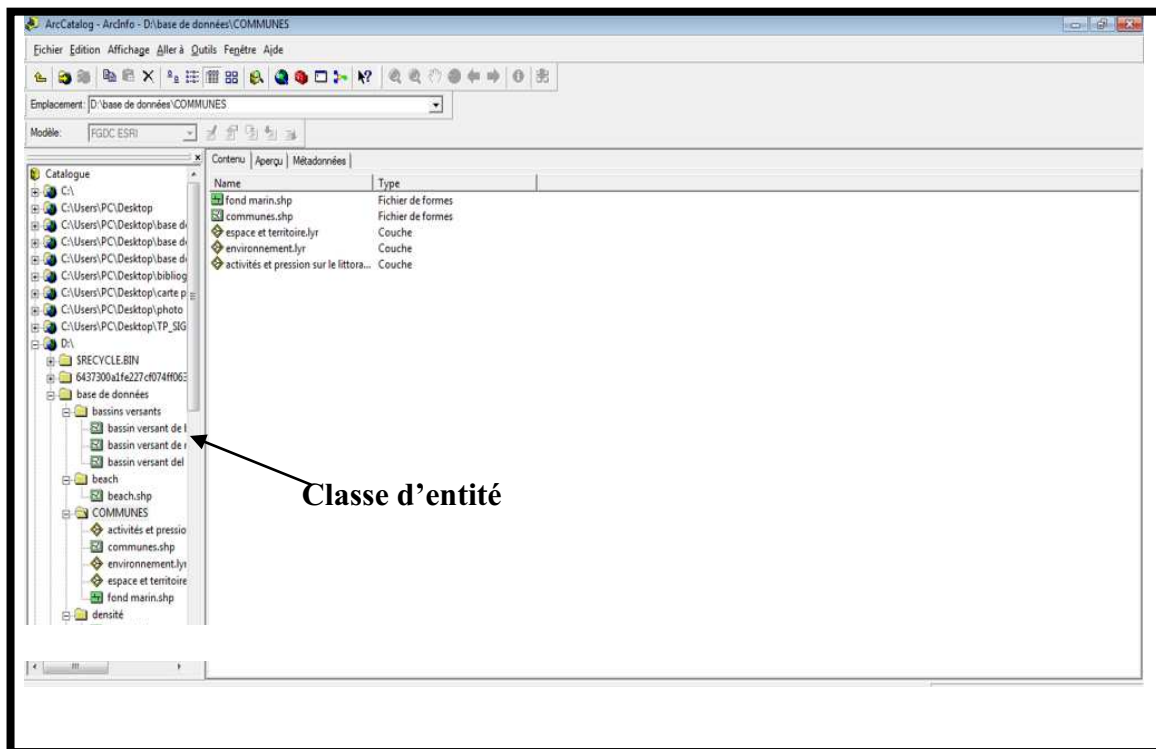 ArcCatalog - ArcInfo - D:\base de données\COMMUNES
Fichier Edition Affichage Aller à Outils Fenêtre Aide
Emplacement: D:\base de données\COMMUNES
Modèle: FGDC ESRI
Contenu Aperçu Métadonnées
Catalogue
C:\
C:\Users\PC\Desktop
C:\Users\PC\Desktop\base d
C:\Users\PC\Desktop\base d
C:\Users\PC\Desktop\base d
C:\Users\PC\Desktop\bibliog
C:\Users\PC\Desktop\carte p
C:\Users\PC\Desktop\photo
C:\Users\PC\Desktop\TP_SIG
D:\
$RECYCLE.BIN
6437300a1fe227cf074ff063
base de données
bassins versants
bassin versant de
bassin versant de
bassin versant del
beach
beach.shp
COMMUNES
activités et pressio
communes.shp
environnement.ly
espace et territoire
fond marin.shp
densité
Name Type
fond marin.shp Fichier de formes
communes.shp Fichier de formes
espace et territoire.lyr Couche
environnement.lyr Couche
activités et pression sur le littora... Couche
Classe d'entité